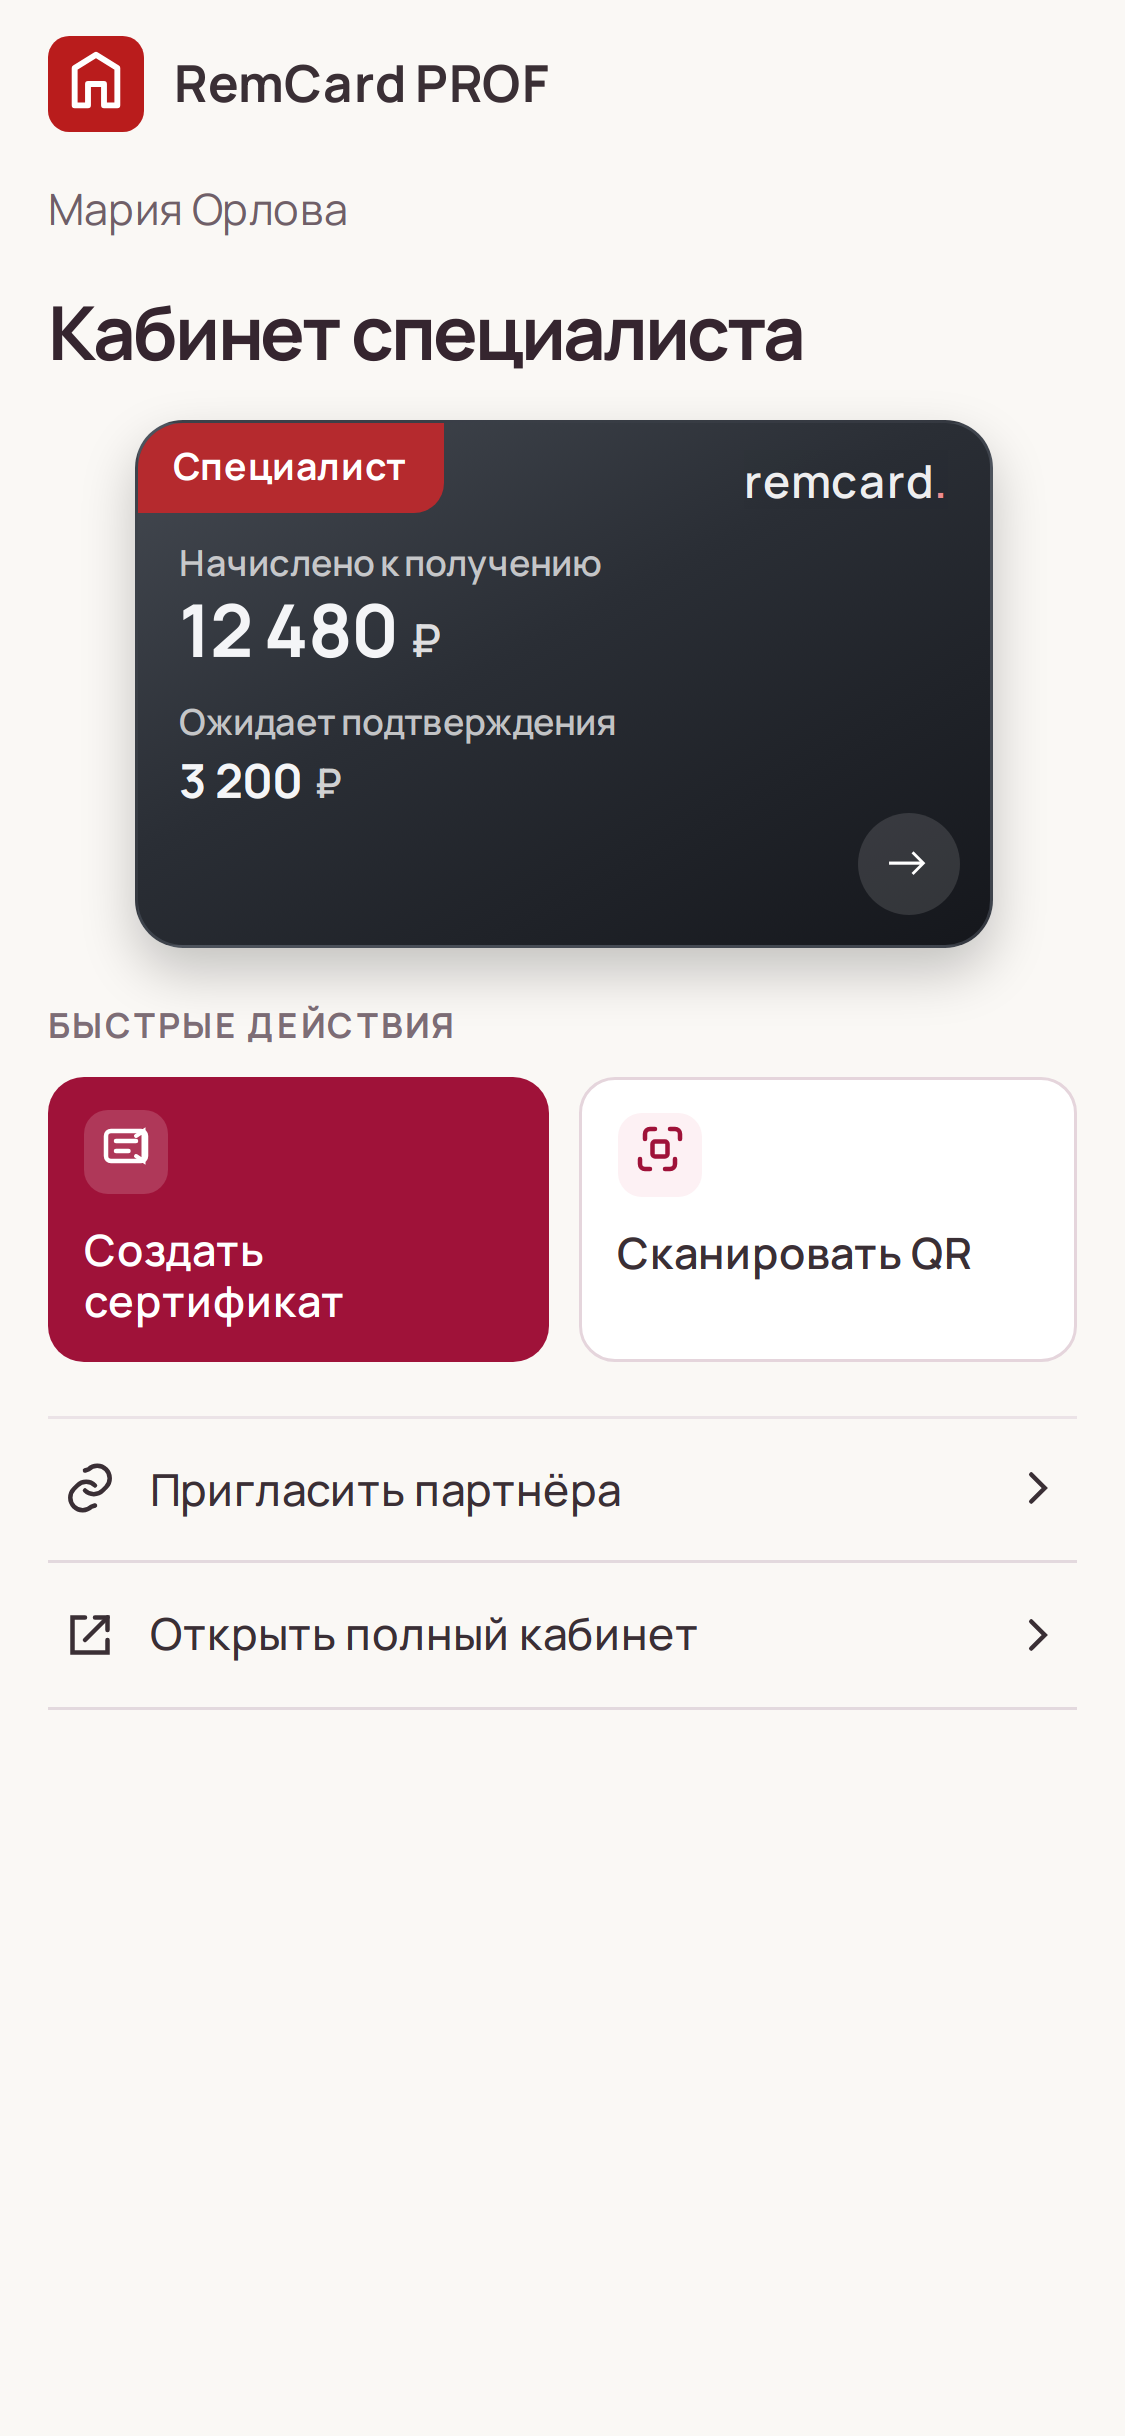 RemCard PROF
Мария Орлова
Кабинет специалиста
Специалист
remcard.
Начислено к получению
12 480 ₽
Ожидает подтверждения
3 200 ₽
БЫСТРЫЕ ДЕЙСТВИЯ
Создать
сертификат
Сканировать QR
Пригласить партнёра
Открыть полный кабинет